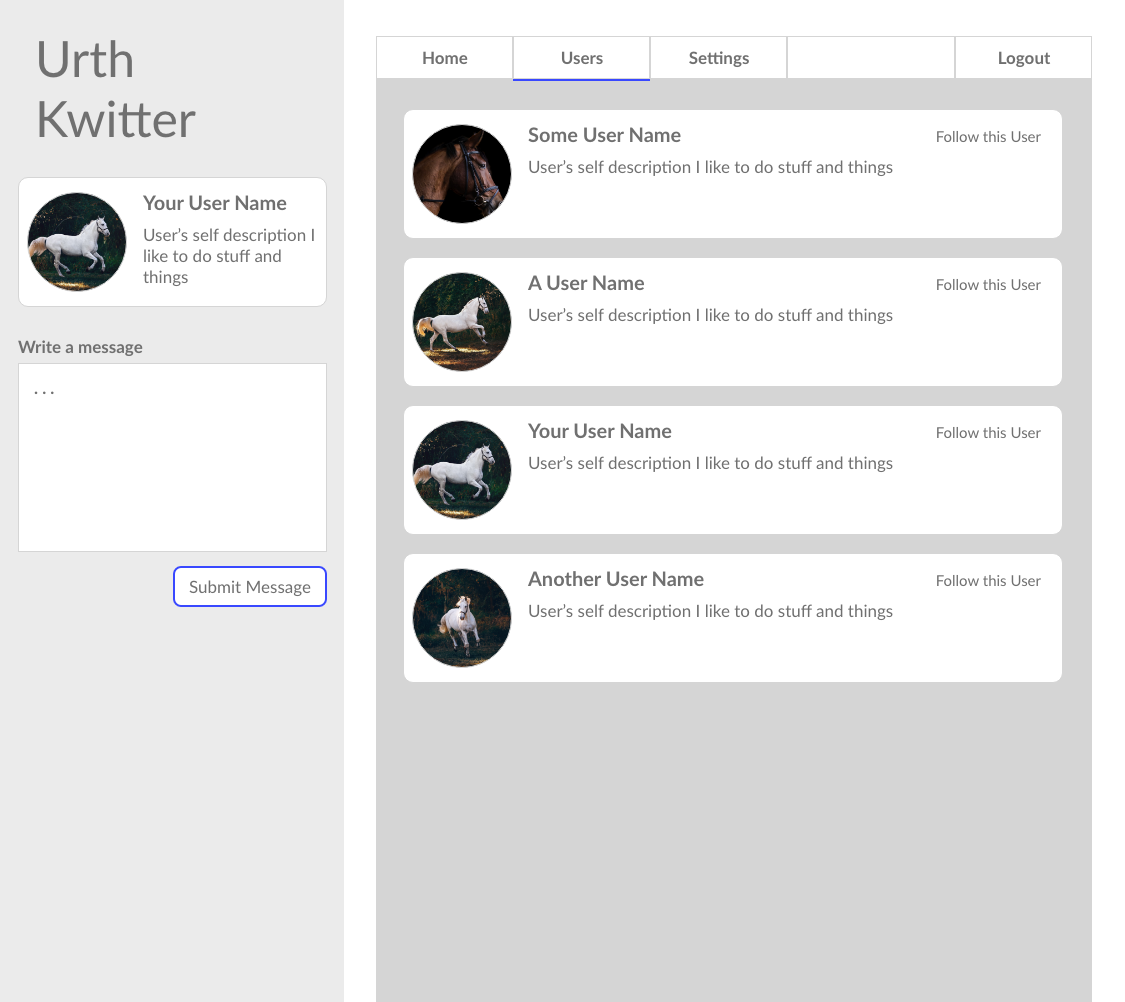 Urth
Kwitter
Your User Name
User’s self description I
like to do stuff and
things
Write a message
...
Submit Message
Home Users Settings Logout
Some User Name Follow this User
User’s self description I like to do stuff and things
A User Name Follow this User
User’s self description I like to do stuff and things
Your User Name Follow this User
User’s self description I like to do stuff and things
Another User Name Follow this User
User’s self description I like to do stuff and things